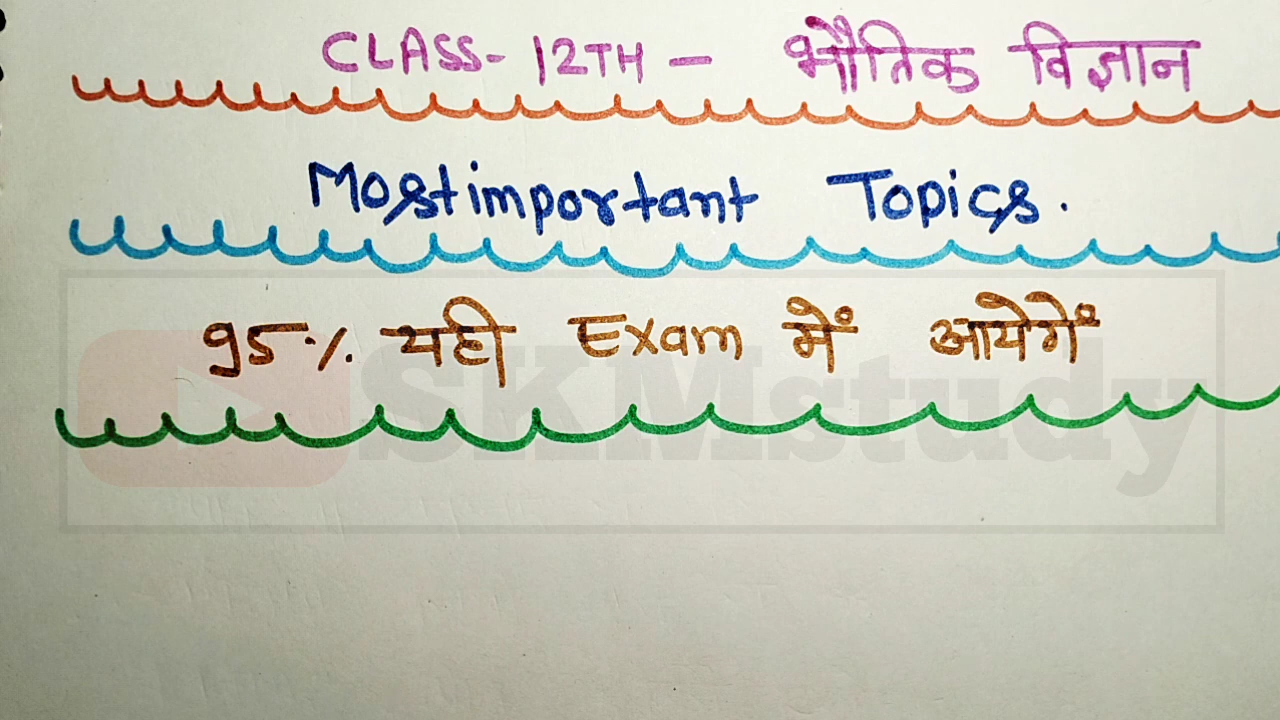 CLASS- 12TH - भौतिक विज्ञान
Mostimportant Topics.
95% यही Exam में आयेगें
SKMstudy